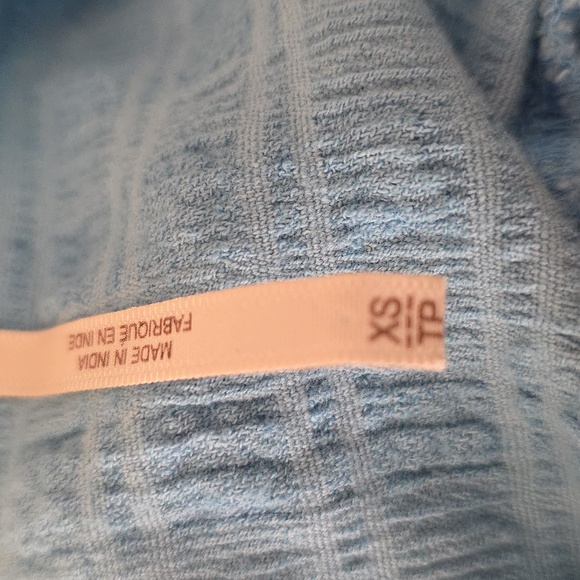 MADE IN INDIA
FABRIQUÉ EN INDE
XS
TP